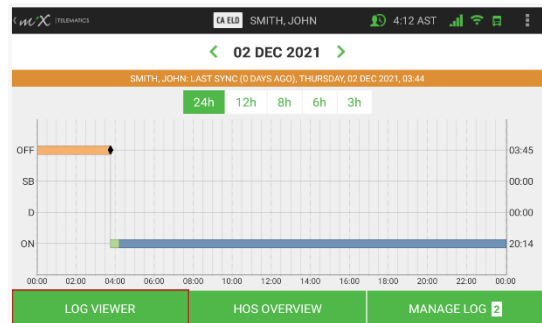 MiX TELEMATICS CA ELD SMITH, JOHN 4:12 AST
02 DEC 2021
SMITH, JOHN: LAST SYNC (0 DAYS AGO), THURSDAY, 02 DEC 2021, 03:44
24h 12h 8h 6h 3h
OFF 03:45
SB 00:00
D 00:00
ON 20:14
00:00 02:00 04:00 06:00 08:00 10:00 12:00 14:00 16:00 18:00 20:00 22:00 00:00
LOG VIEWER HOS OVERVIEW MANAGE LOG 2